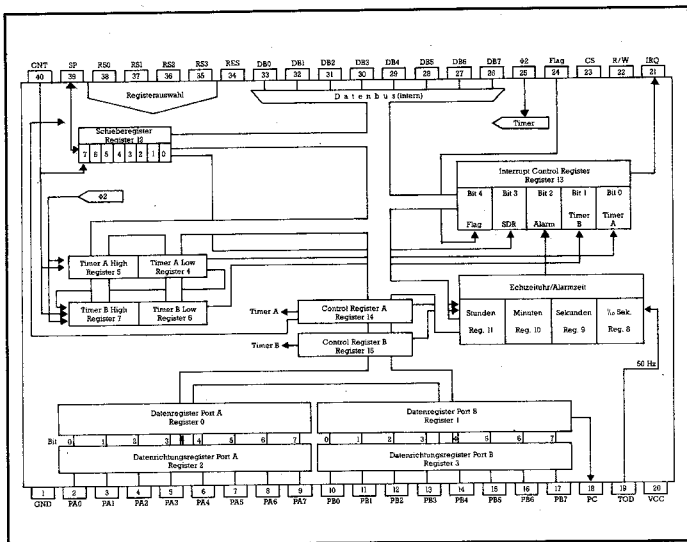 CNT SP RS0 RS1 RS2 RS3 RES DB0 DB1 DB2 DB3 DB4 DB5 DB6 DB7 Φ2 Flag CS R/W IRQ
40 39 38 37 36 35 34 33 32 31 30 29 28 27 26 25 24 23 22 21
Registerauswahl
Datenbus (intern)
Timer
Schieberegister
Register 12
7 6 5 4 3 2 1 0
Φ2
Interrupt Control Register
Register 13
Bit 4 Bit 3 Bit 2 Bit 1 Bit 0
Flag SDR Alarm Timer B Timer A
Timer A High
Register 5
Timer A Low
Register 4
Timer B High
Register 7
Timer B Low
Register 6
Timer A
Control Register A
Register 14
Timer B
Control Register B
Register 15
Echtzeituhr/Alarmzeit
Stunden Minuten Sekunden 1/10 Sek.
Reg. 11 Reg. 10 Reg. 9 Reg. 8
50 Hz
Datenregister Port A
Register 0
Datenregister Port B
Register 1
Bit 0 1 2 3 4 5 6 7 0 1 2 3 4 5 6 7
Datenrichtungsregister Port A
Register 2
Datenrichtungsregister Port B
Register 3
1 2 3 4 5 6 7 8 9 10 11 12 13 14 15 16 17 18 19 20
GND PA0 PA1 PA2 PA3 PA4 PA5 PA6 PA7 PB0 PB1 PB2 PB3 PB4 PB5 PB6 PB7 PC TOD VCC